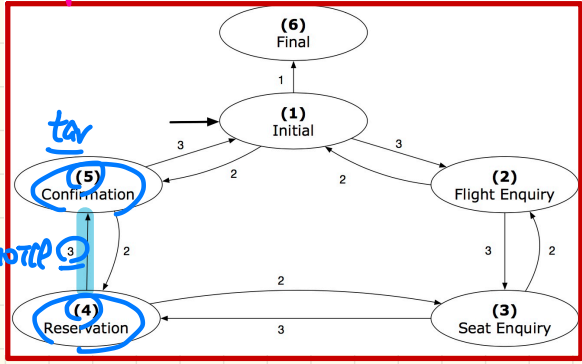 (6)
Final
1
(1)
Initial
tar
3
3
2
2
(5)
Confirmation
(2)
Flight Enquiry
3
2
3
2
2
(4)
Reservation
3
(3)
Seat Enquiry